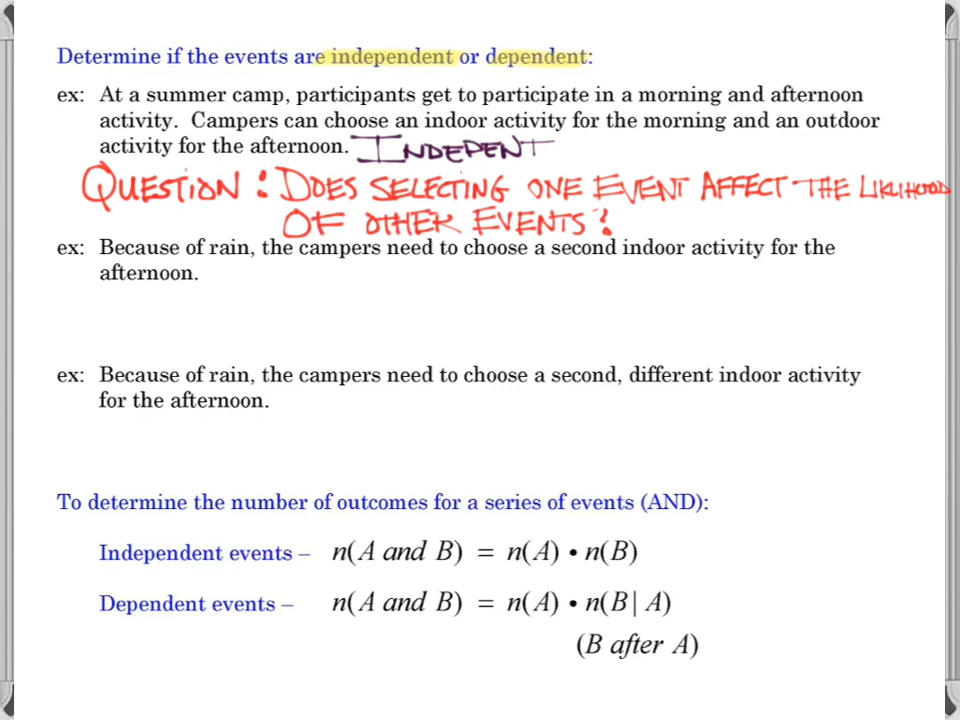 Determine if the events are independent or dependent:
ex: At a summer camp, participants get to participate in a morning and afternoon
activity. Campers can choose an indoor activity for the morning and an outdoor
activity for the afternoon. INDEPENT
QUESTION: DOES SELECTING ONE EVENT AFFECT THE LIKLIHOOD
OF OTHER EVENTS?
ex: Because of rain, the campers need to choose a second indoor activity for the
afternoon.
ex: Because of rain, the campers need to choose a second, different indoor activity
for the afternoon.
To determine the number of outcomes for a series of events (AND):
Independent events – n(A and B) = n(A) • n(B)
Dependent events – n(A and B) = n(A) • n(B| A)
(B after A)